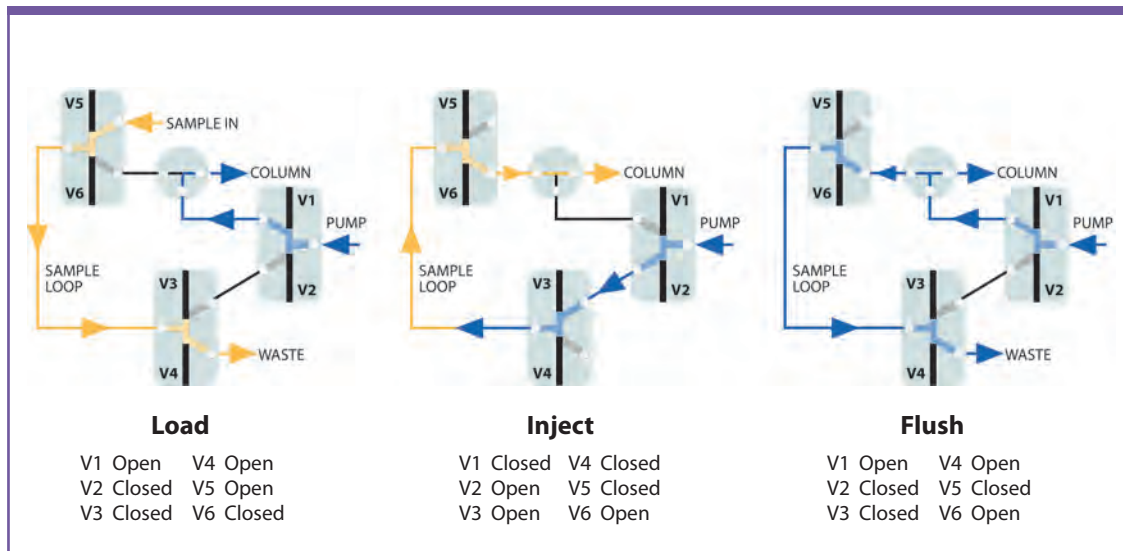 V5
SAMPLE IN
V6
COLUMN
V1
PUMP
SAMPLE
LOOP
V3
V2
WASTE
V4
Load
V1 Open V4 Open
V2 Closed V5 Open
V3 Closed V6 Closed
V5
V6
COLUMN
V1
PUMP
SAMPLE
LOOP
V3
V2
V4
Inject
V1 Closed V4 Closed
V2 Open V5 Closed
V3 Open V6 Open
V5
V6
COLUMN
V1
PUMP
SAMPLE
LOOP
V3
V2
WASTE
V4
Flush
V1 Open V4 Open
V2 Closed V5 Closed
V3 Closed V6 Open